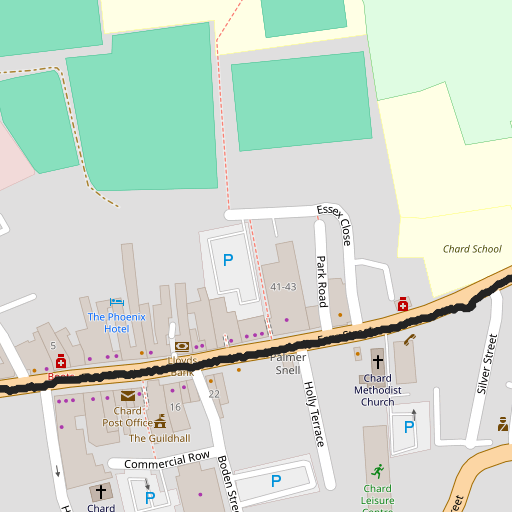 Essex Close
Chard School
Park Road
P
41-43
The Phoenix
Hotel
5
Lloyds
Bank
Palmer
Snell
Silver Street
Chard
Methodist
Church
22
16
Chard
Post Office
The Guildhall
Holly Terrace
Commercial Row
P
Boden Street
P
P
Chard
Leisure
Centre
Chard